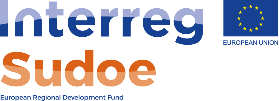 Interreg
EUROPEAN UNION
Sudoe
European Regional Development Fund